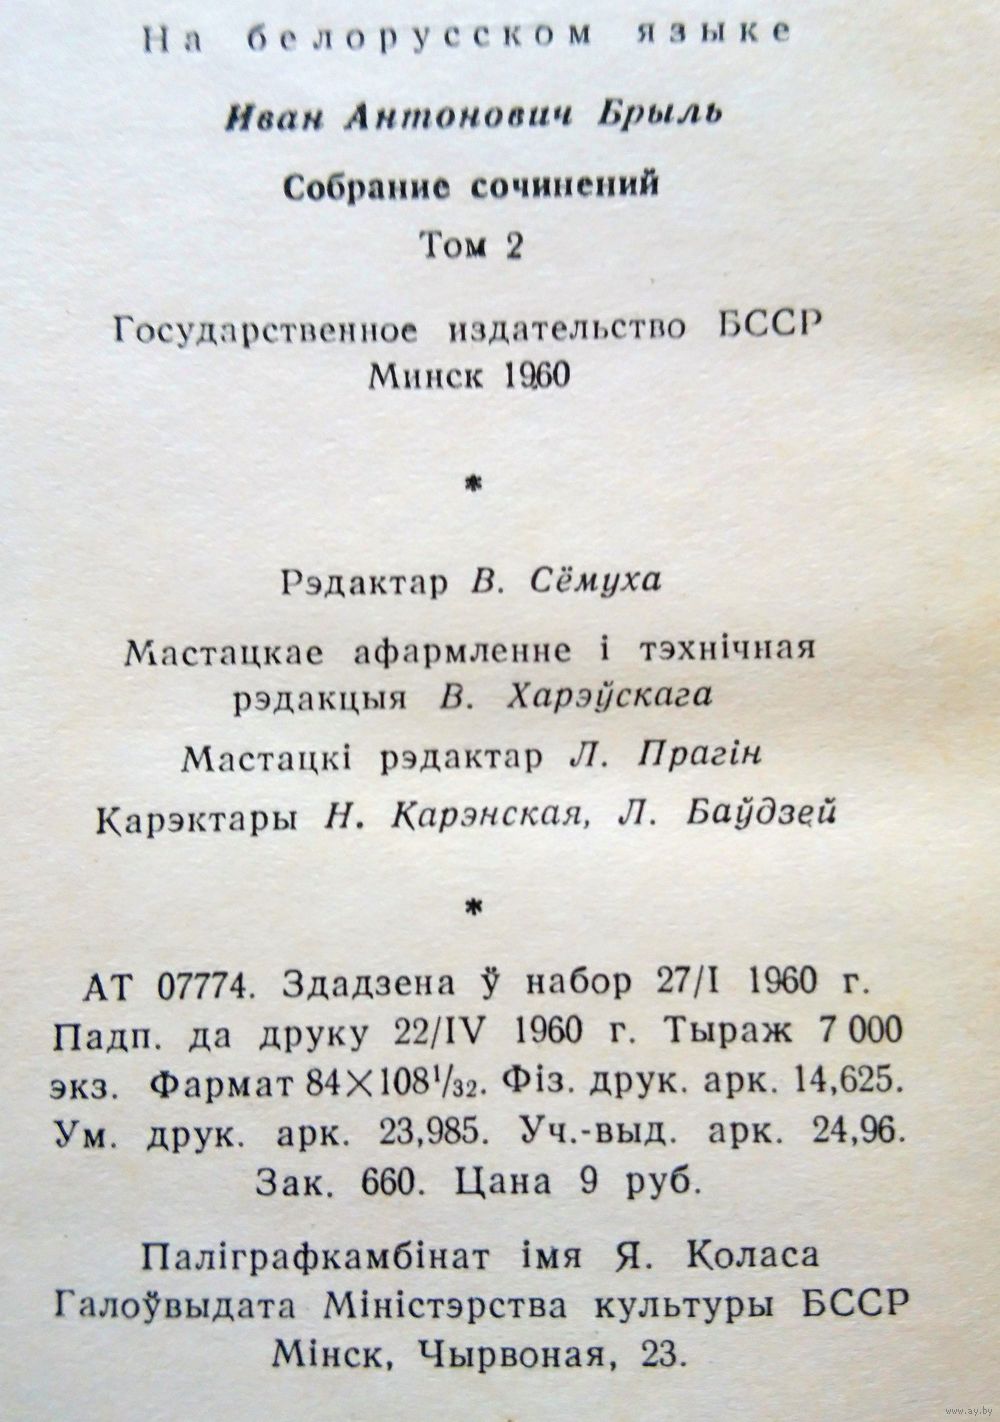 На белорусском языке
Иван Антонович Брыль
Собрание сочинений
Том 2
Государственное издательство БССР
Минск 1960
*
Рэдактар В. Сёмуха
Мастацкае афармленне і тэхнічная
рэдакцыя В. Харэўскага
Мастацкі рэдактар Л. Прагін
Карэктары Н. Карэнская, Л. Баўдзей
*
АТ 07774. Здадзена ў набор 27/I 1960 г.
Падп. да друку 22/IV 1960 г. Тыраж 7 000
экз. Фармат 84×108¹/₃₂. Фіз. друк. арк. 14,625.
Ум. друк. арк. 23,985. Уч.-выд. арк. 24,96.
Зак. 660. Цана 9 руб.
Паліграфкамбінат імя Я. Коласа
Галоўвыдата Міністэрства культуры БССР
Мінск, Чырвоная, 23.
www.ay.by